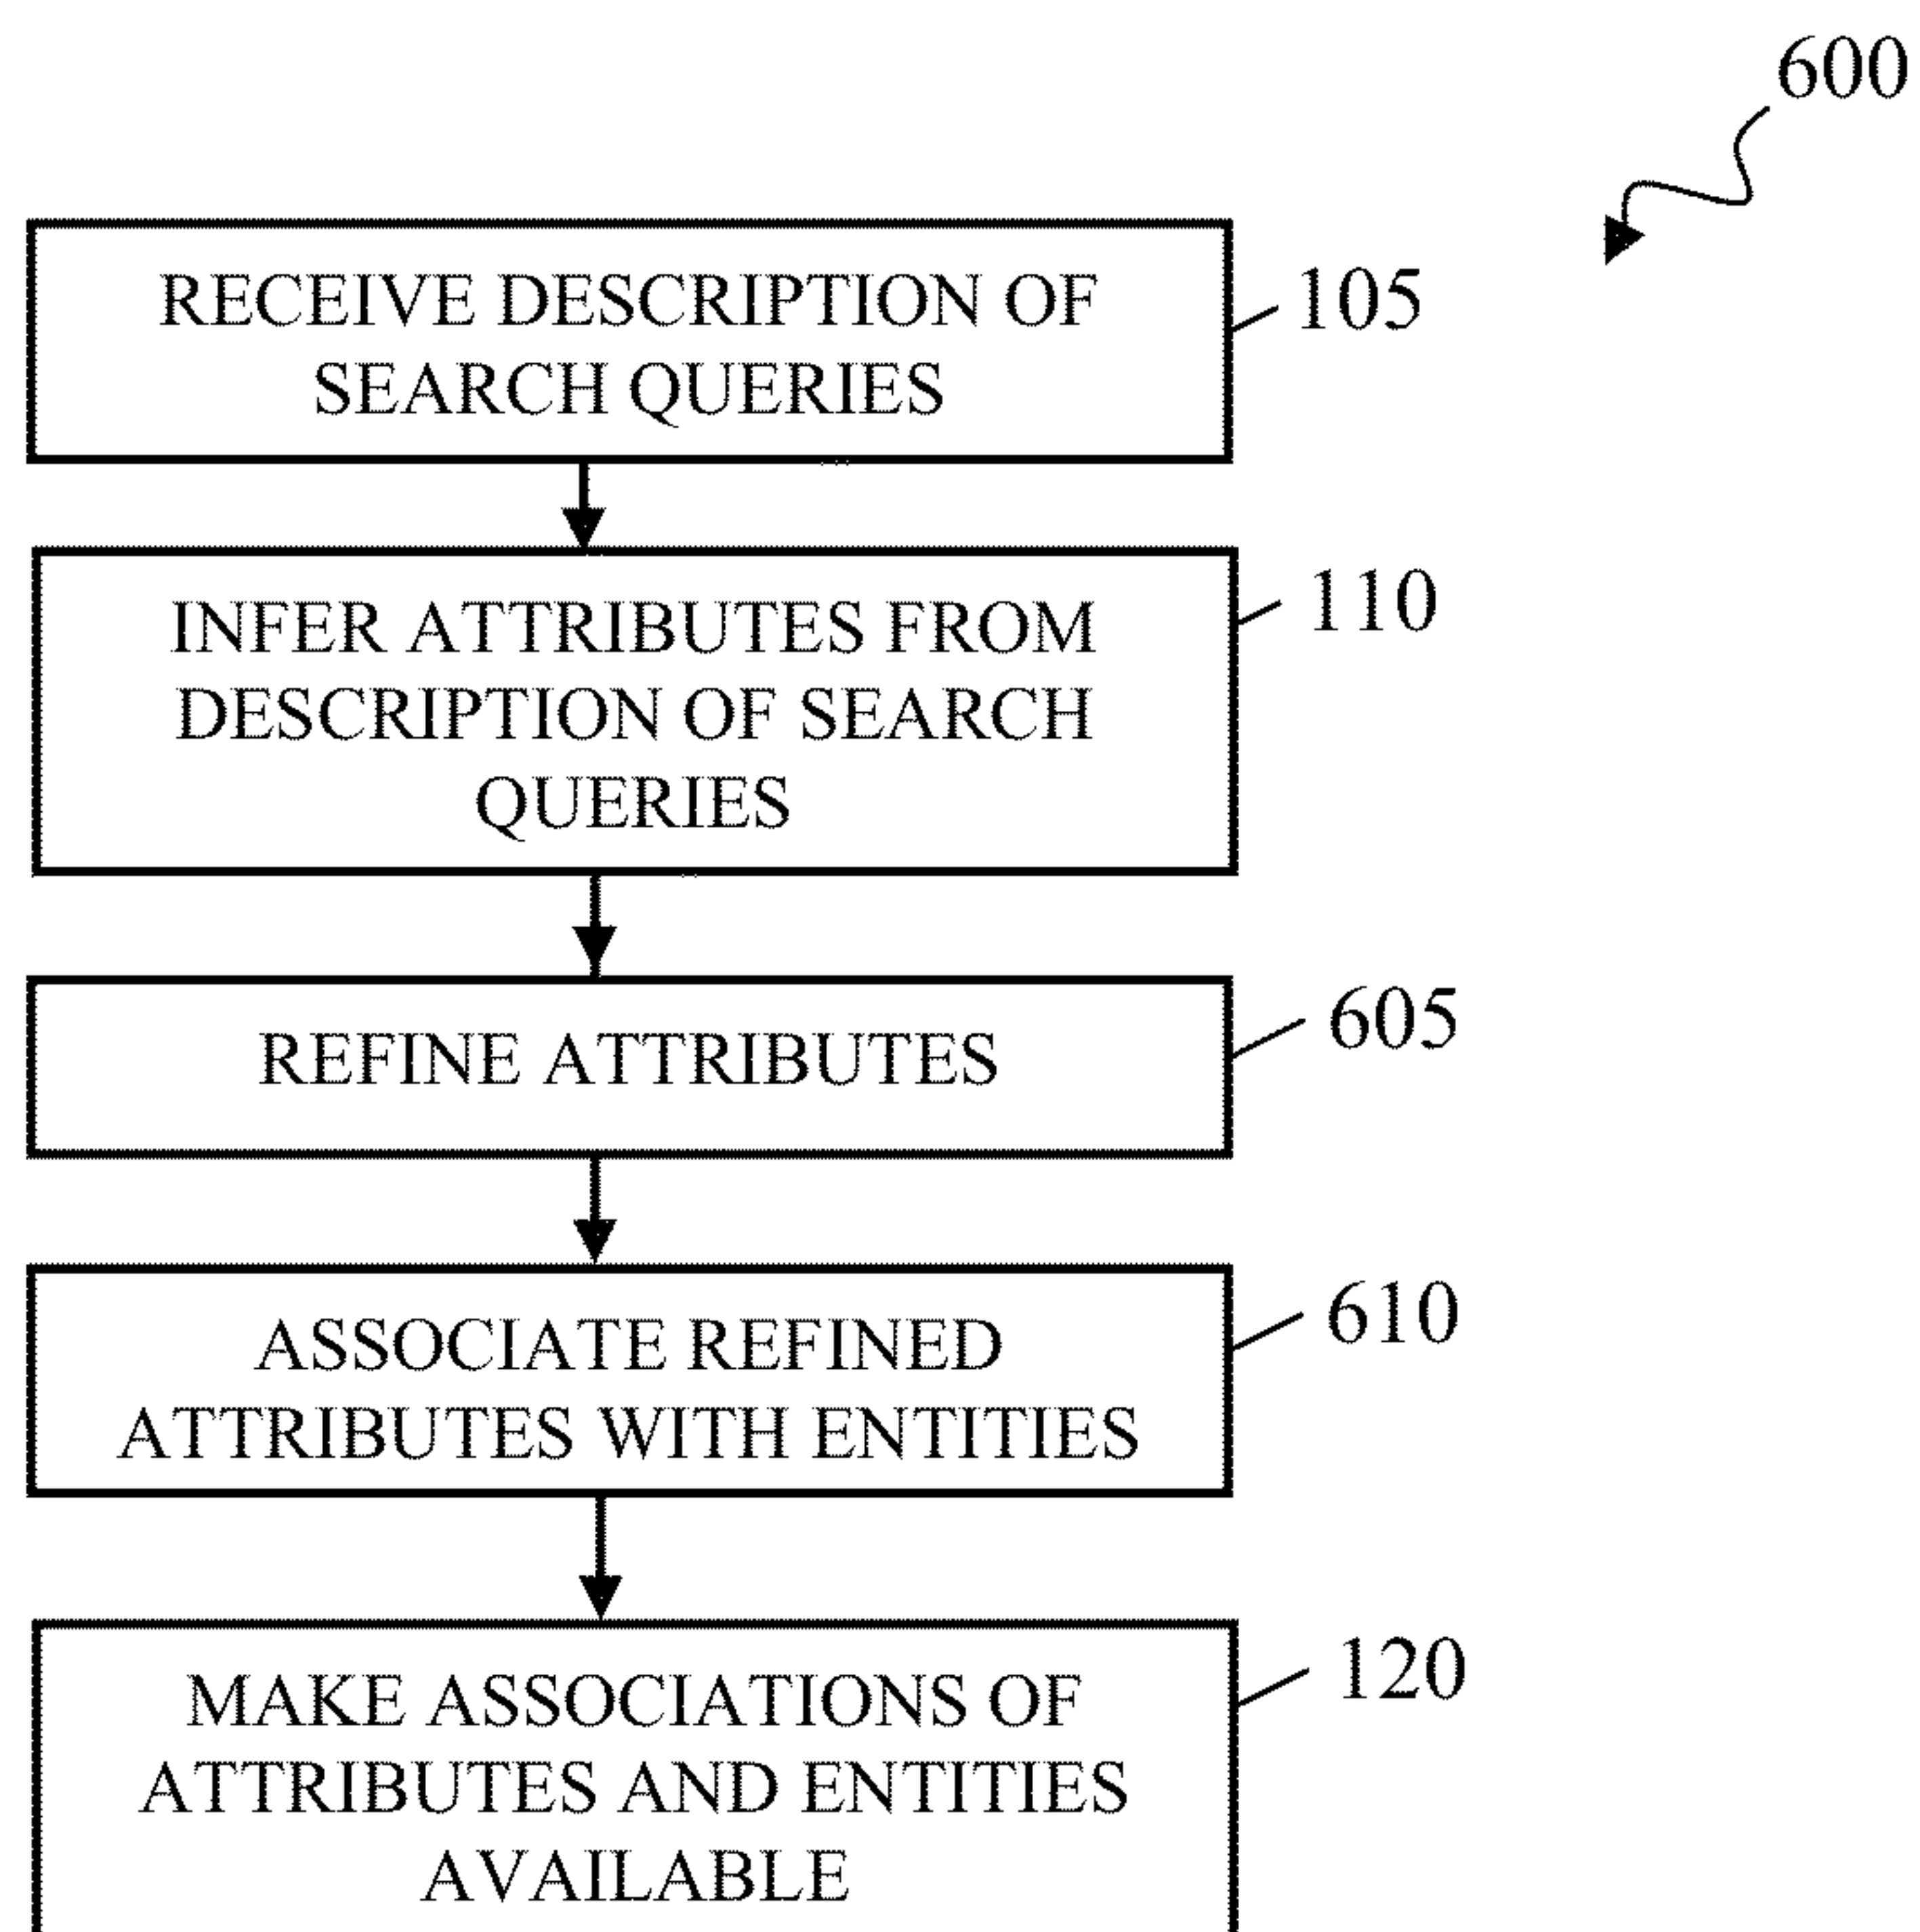 600
RECEIVE DESCRIPTION OF
SEARCH QUERIES
105
INFER ATTRIBUTES FROM
DESCRIPTION OF SEARCH
QUERIES
110
REFINE ATTRIBUTES
605
ASSOCIATE REFINED
ATTRIBUTES WITH ENTITIES
610
MAKE ASSOCIATIONS OF
ATTRIBUTES AND ENTITIES
AVAILABLE
120